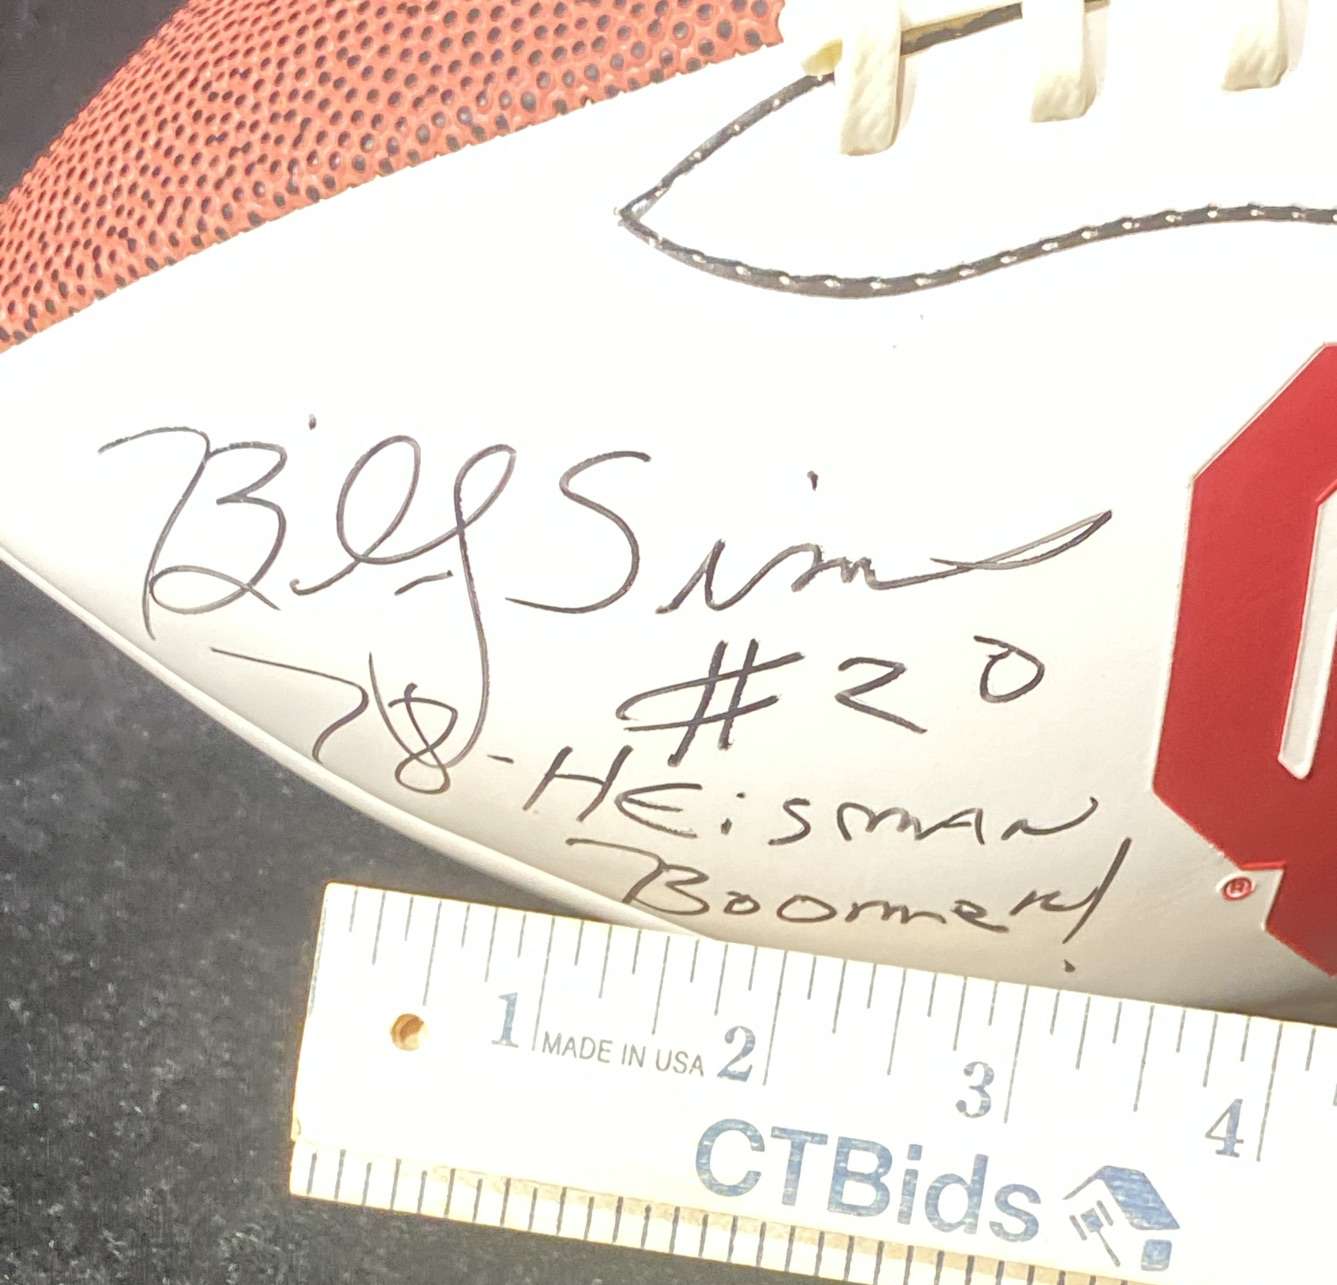 Billy Sims
#20
78-HEiSMAN
Boomer!
®
1 MADE IN USA 2 3 4
CTBids